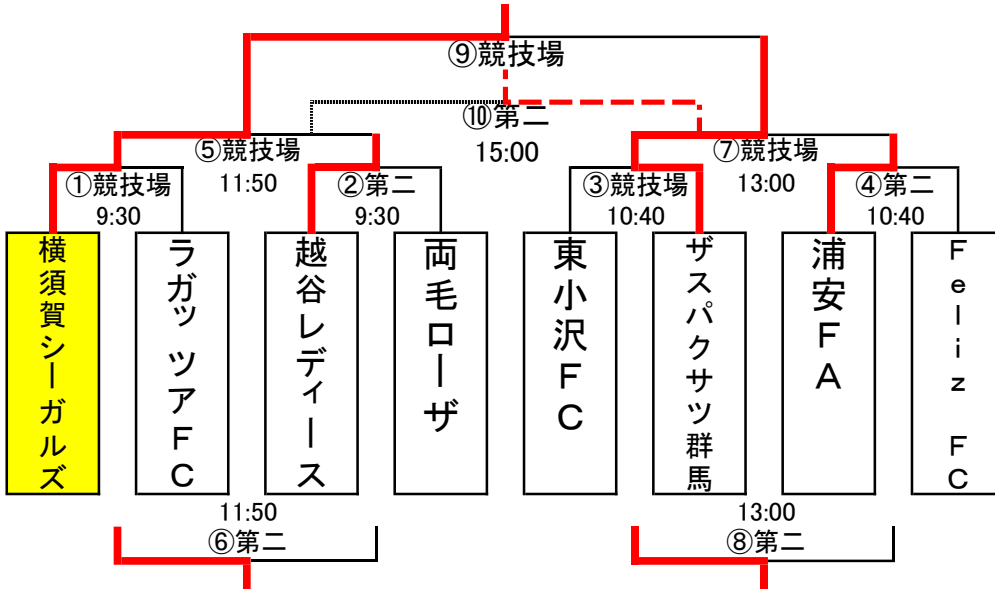 ⑨競技場
⑩第二
15:00
⑤競技場
11:50
⑦競技場
13:00
①競技場
9:30
②第二
9:30
③競技場
10:40
④第二
10:40
横須賀シーガルズ
ラガッツアFC
越谷レディース
両毛ローザ
東小沢FC
ザスパクサツ群馬
浦安FA
Feliz FC
11:50
⑥第二
13:00
⑧第二